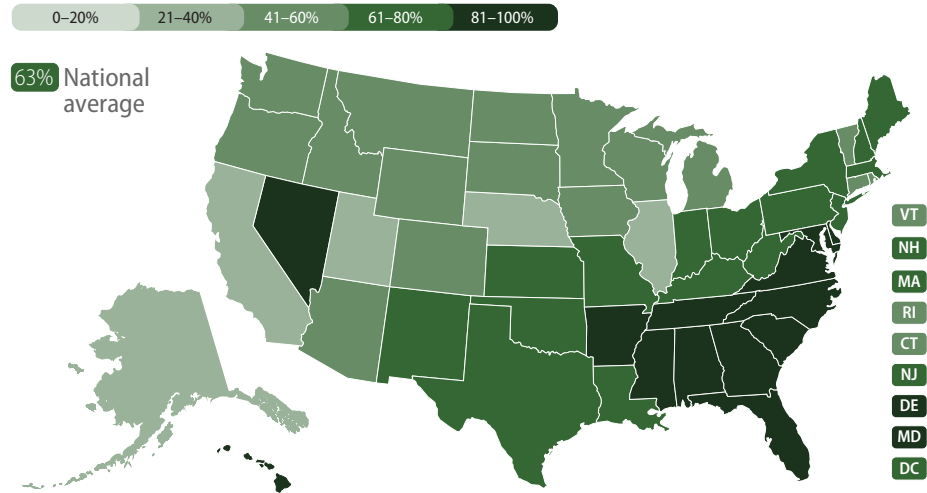 0–20% 21–40% 41–60% 61–80% 81–100%
63% National
average
VT
NH
MA
RI
CT
NJ
DE
MD
DC